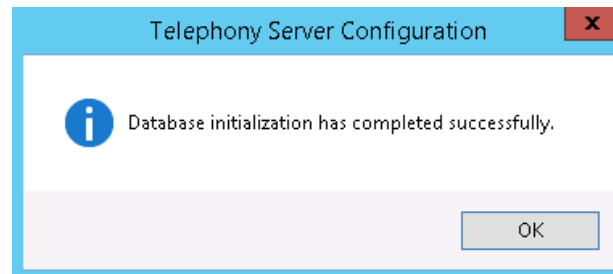 Telephony Server Configuration
x
Database initialization has completed successfully.
OK